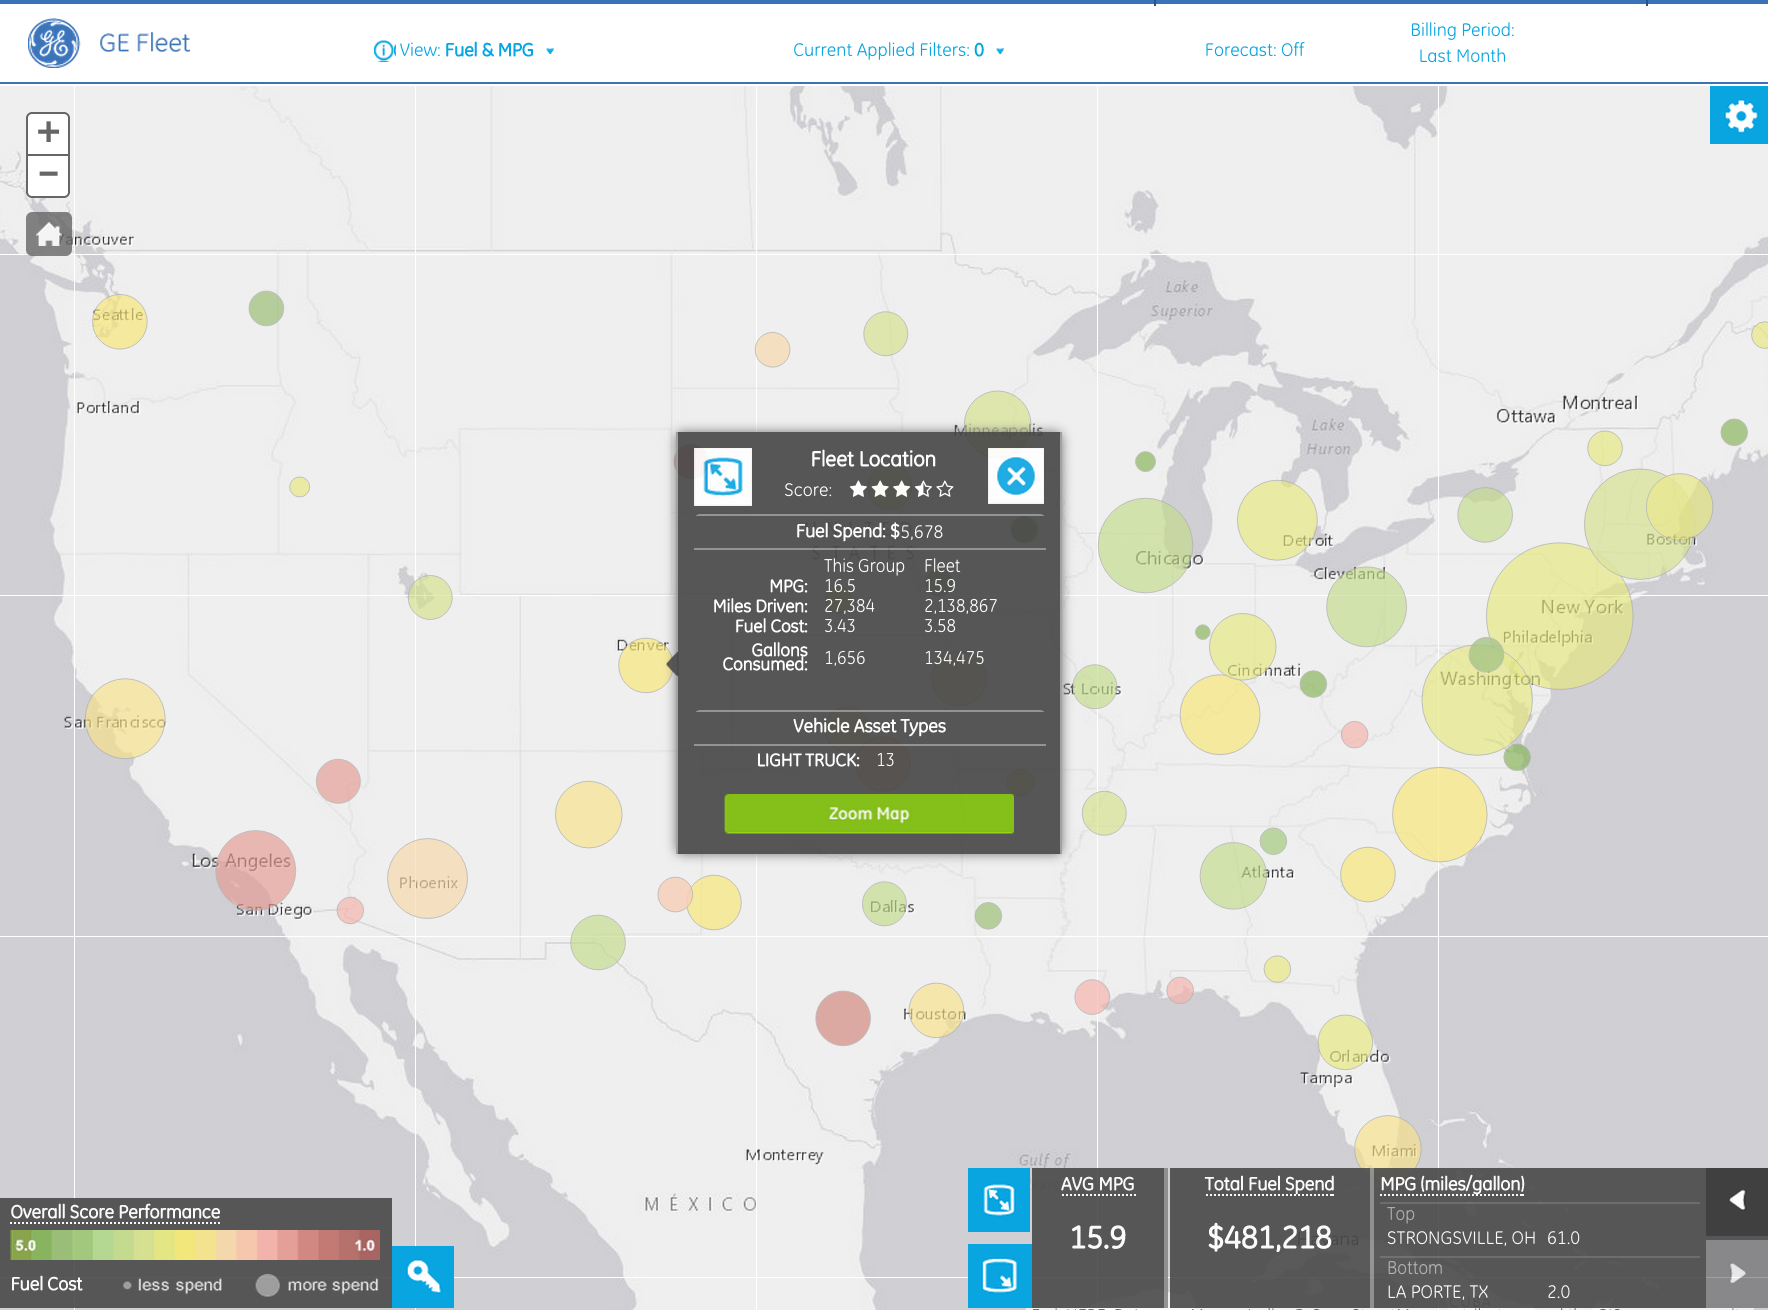 GE Fleet
View: Fuel & MPG
Current Applied Filters: 0
Forecast: Off
Billing Period:
Last Month
+
−
ancouver
Seattle
Portland
Lake
Superior
Minneapolis
Lake
Huron
Ottawa
Montreal
Fleet Location
Score:
Fuel Spend: $5,678
STATES
This Group Fleet
MPG: 16.5 15.9
Miles Driven: 27,384 2,138,867
Fuel Cost: 3.43 3.58
Gallons
Consumed: 1,656 134,475
Vehicle Asset Types
LIGHT TRUCK: 13
Zoom Map
Chicago
Detroit
Cleveland
Boston
New York
Philadelphia
Denver
St Louis
Cincinnati
Washington
San Francisco
Los Angeles
Phoenix
San Diego
Dallas
Atlanta
Houston
Orlando
Tampa
Miami
Monterrey
Gulf of
MÉXICO
Overall Score Performance
5.0 1.0
Fuel Cost less spend more spend
AVG MPG
15.9
Total Fuel Spend
$481,218
MPG (miles/gallon)
Top
STRONGSVILLE, OH 61.0
Bottom
LA PORTE, TX 2.0